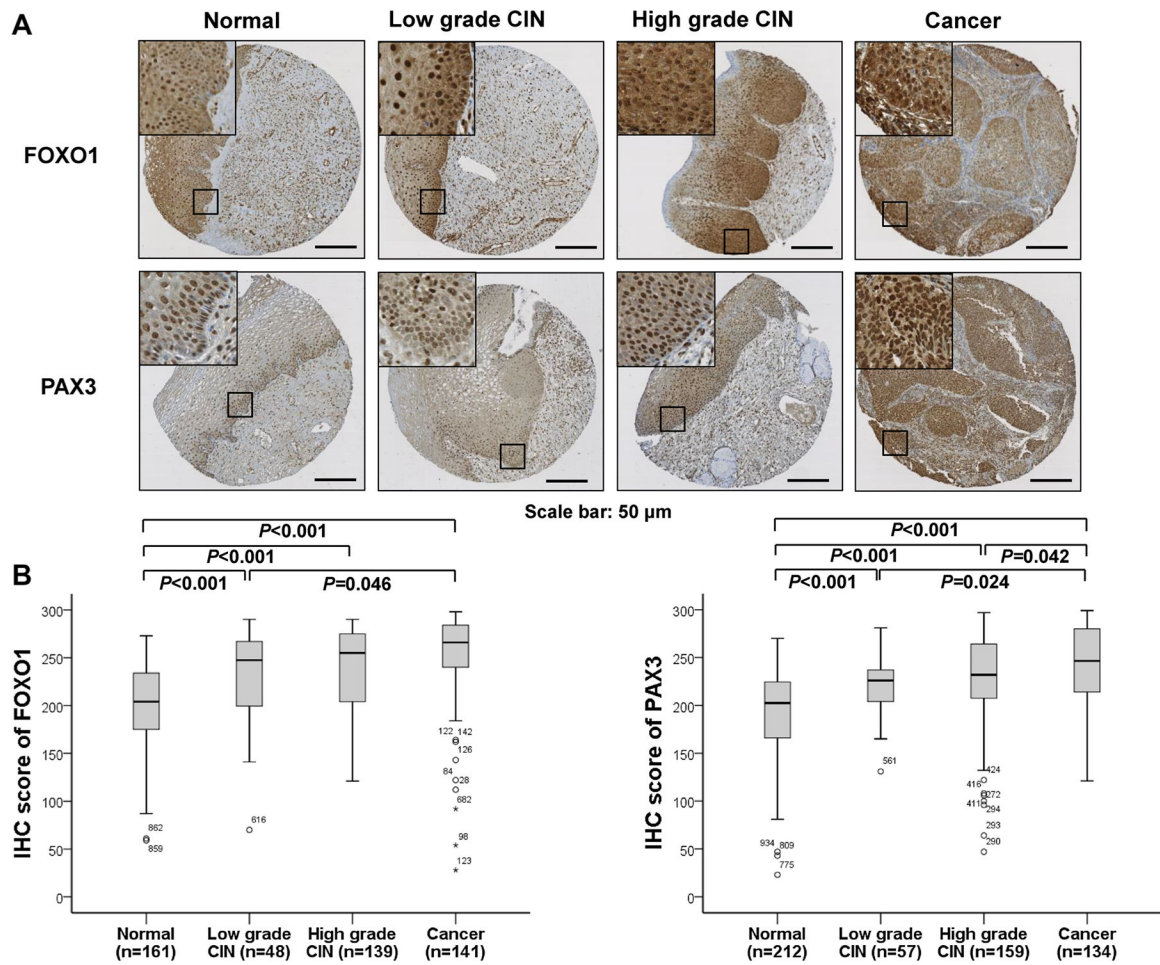 A
Normal
Low grade CIN
High grade CIN
Cancer
FOXO1
PAX3
Scale bar: 50 µm
B
P<0.001
P<0.001
P<0.001
P=0.046
IHC score of FOXO1
300
250
200
150
100
50
0
862
859
616
122 142
126
84
28
682
98
123
Normal
(n=161)
Low grade
CIN (n=48)
High grade
CIN (n=139)
Cancer
(n=141)
P<0.001
P<0.001
P=0.042
P<0.001
P=0.024
IHC score of PAX3
300
250
200
150
100
50
0
934 809
775
561
424
416
272
411
294
293
290
Normal
(n=212)
Low grade
CIN (n=57)
High grade
CIN (n=159)
Cancer
(n=134)